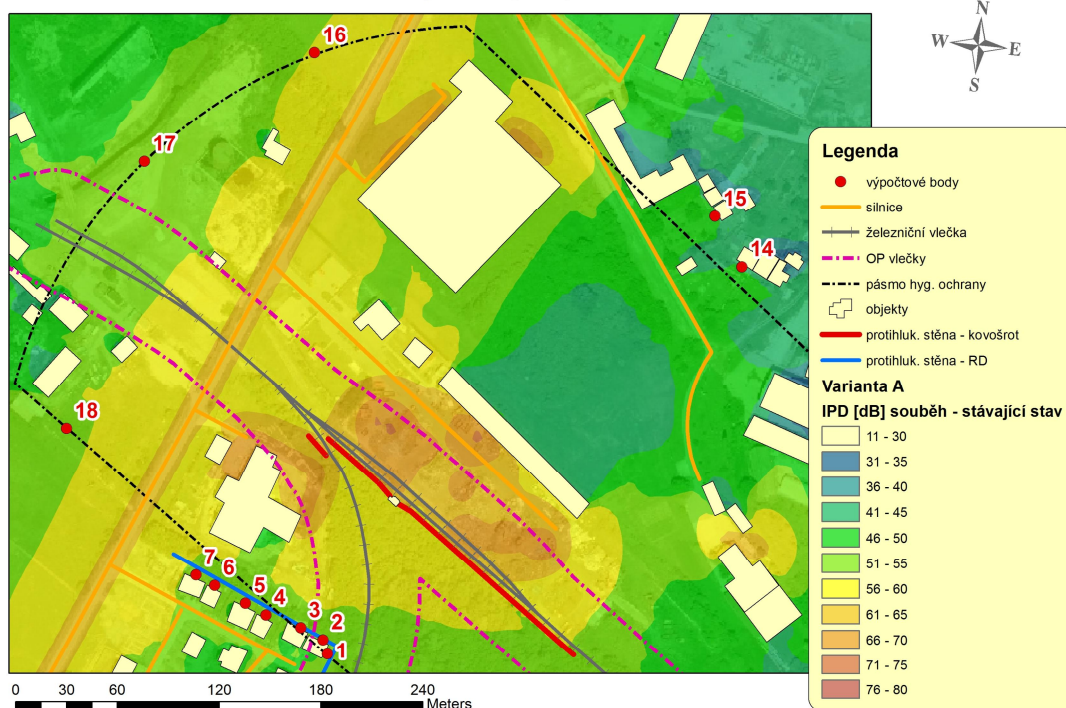 16
N
W
E
S
17
15
14
18
7
6
5
4
3
2
1
Legenda
výpočtové body
silnice
železniční vlečka
OP vlečky
pásmo hyg. ochrany
objekty
protihluk. stěna - kovošrot
protihluk. stěna - RD
Varianta A
IPD [dB] souběh - stávající stav
11 - 30
31 - 35
36 - 40
41 - 45
46 - 50
51 - 55
56 - 60
61 - 65
66 - 70
71 - 75
76 - 80
0 30 60 120 180 240
Meters